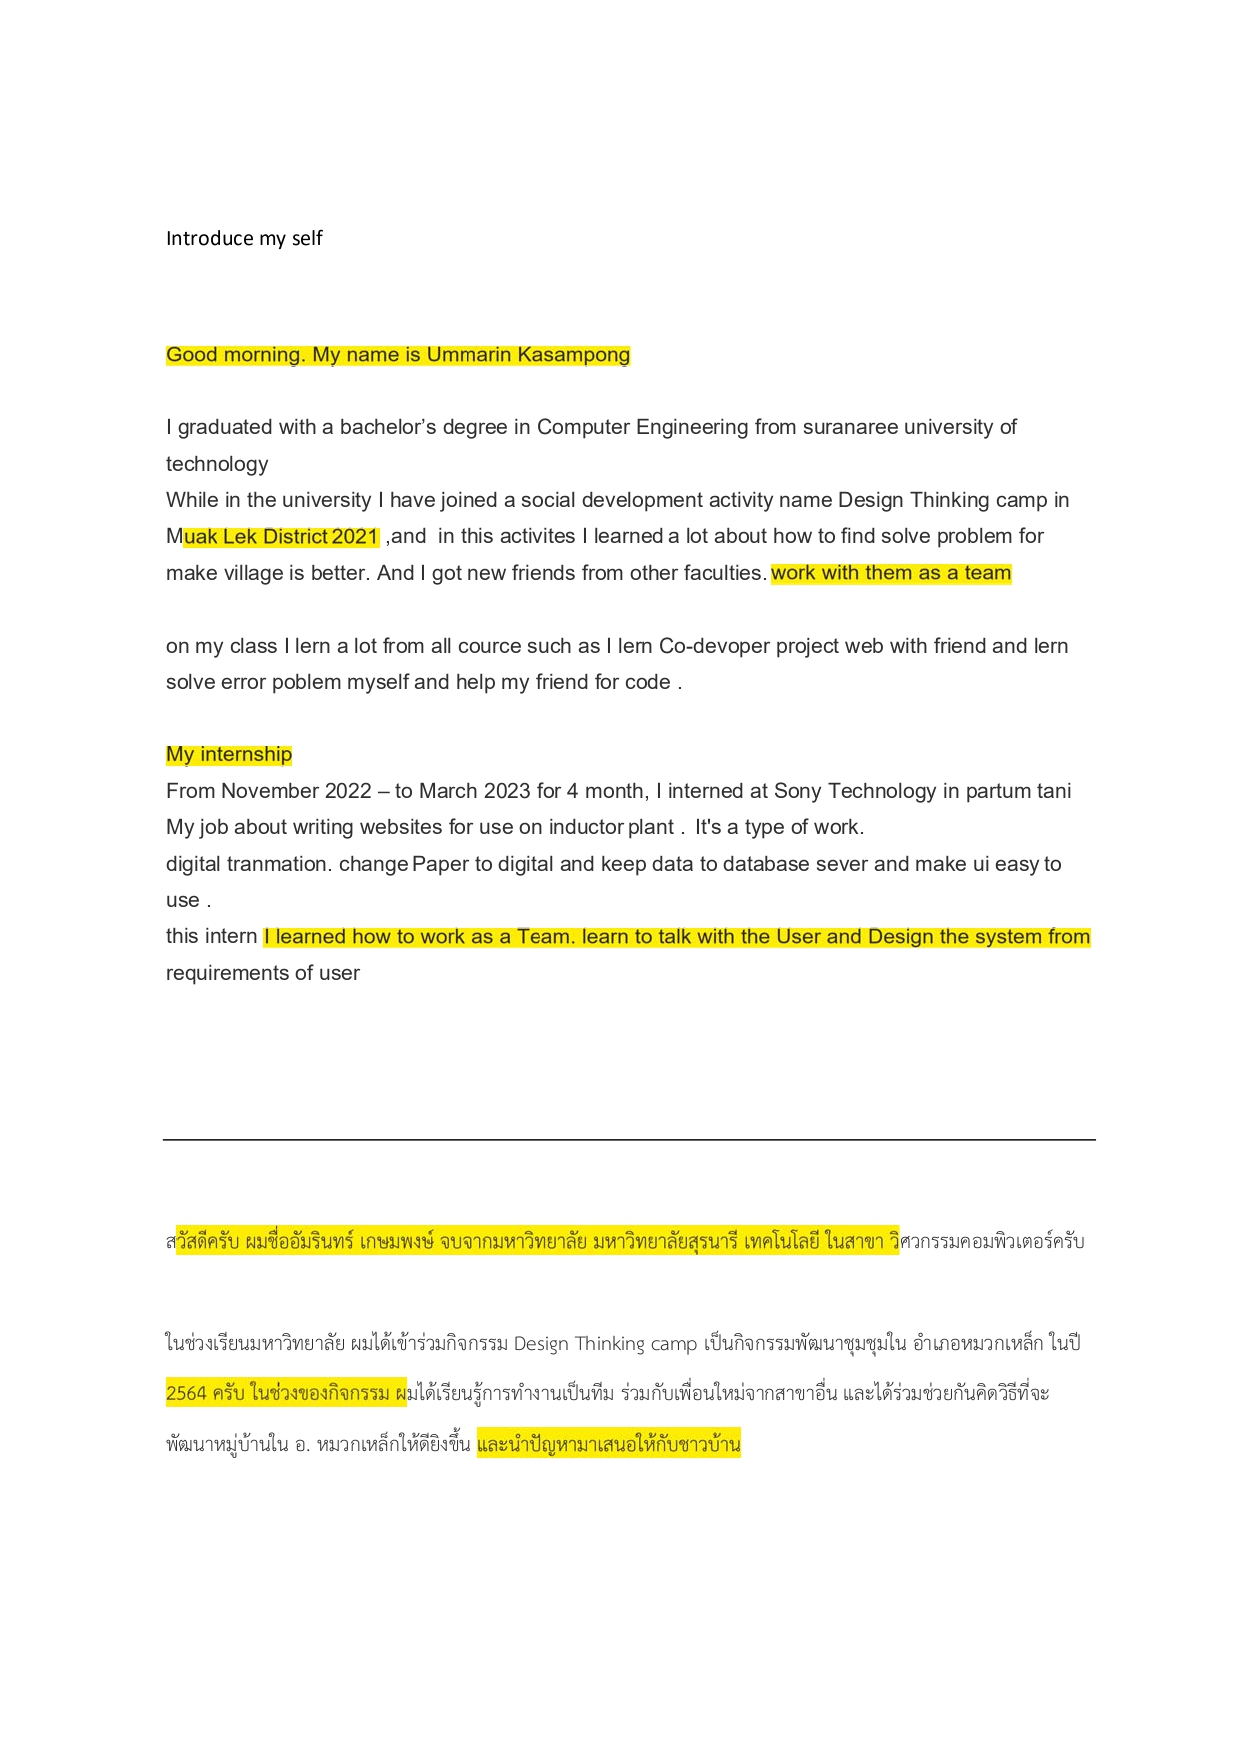 Introduce my self
Good morning. My name is Ummarin Kasampong
I graduated with a bachelor’s degree in Computer Engineering from suranaree university of
technology
While in the university I have joined a social development activity name Design Thinking camp in
Muak Lek District 2021 ,and  in this activites I learned a lot about how to find solve problem for
make village is better. And I got new friends from other faculties. work with them as a team
on my class I lern a lot from all cource such as I lern Co-devoper project web with friend and lern
solve error poblem myself and help my friend for code .
My internship
From November 2022 – to March 2023 for 4 month, I interned at Sony Technology in partum tani
My job about writing websites for use on inductor plant .  It's a type of work.
digital tranmation. change Paper to digital and keep data to database sever and make ui easy to
use .
this intern I learned how to work as a Team. learn to talk with the User and Design the system from
requirements of user
สวัสดีครับ ผมชื่ออัมรินทร์ เกษมพงษ์ จบจากมหาวิทยาลัย มหาวิทยาลัยสุรนารี เทคโนโลยี ในสาขา วิศวกรรมคอมพิวเตอร์ครับ
ในช่วงเรียนมหาวิทยาลัย ผมได้เข้าร่วมกิจกรรม Design Thinking camp เป็นกิจกรรมพัฒนาชุมชุมใน อำเภอหมวกเหล็ก ในปี
2564 ครับ ในช่วงของกิจกรรม ผมได้เรียนรู้การทำงานเป็นทีม ร่วมกับเพื่อนใหม่จากสาขาอื่น และได้ร่วมช่วยกันคิดวิธีที่จะ
พัฒนาหมู่บ้านใน อ. หมวกเหล็กให้ดียิงขึ้น และนำปัญหามาเสนอให้กับชาวบ้าน